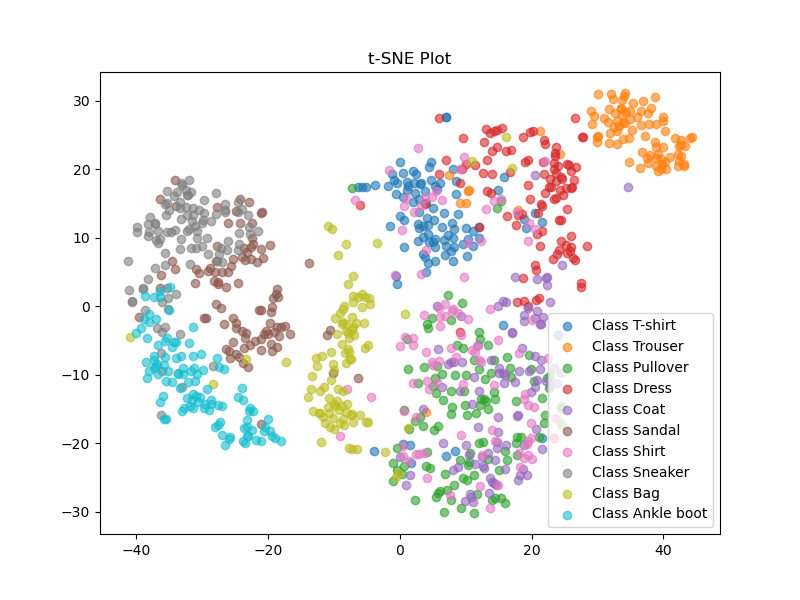 t-SNE Plot
30
20
10
0
−10
−20
−30
Class T-shirt
Class Trouser
Class Pullover
Class Dress
Class Coat
Class Sandal
Class Shirt
Class Sneaker
Class Bag
Class Ankle boot
−40 −20 0 20 40